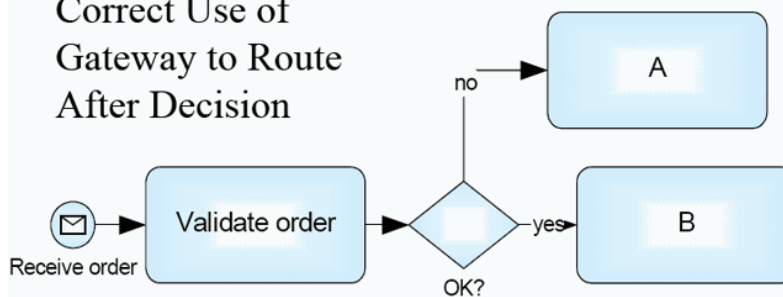 Correct Use of
Gateway to Route
After Decision
no
A
Validate order
yes
B
Receive order
OK?